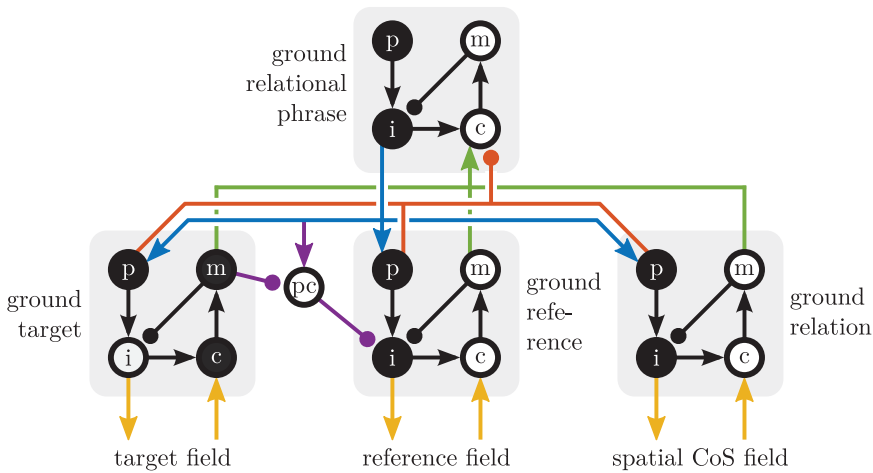 p
m
ground
relational
phrase
i
c
p
m
pc
p
m
p
m
ground
target
ground
refe-
rence
ground
relation
i
c
i
c
i
c
target field
reference field
spatial CoS field